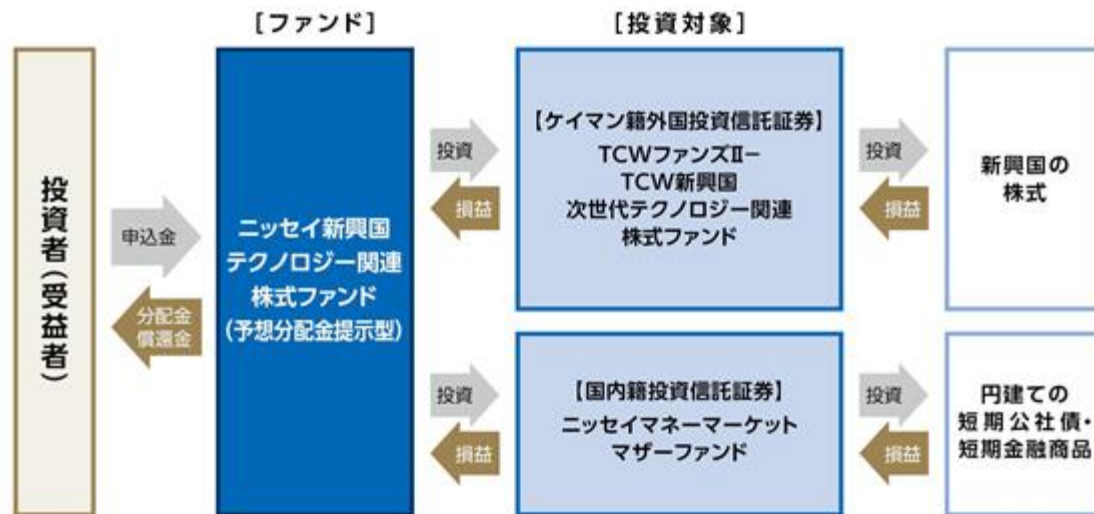 [ファンド]
[投資対象]
投資者(受益者)
申込金
分配金
償還金
ニッセイ新興国
テクノロジー関連
株式ファンド
(予想分配金提示型)
投資
損益
【ケイマン籍外国投資信託証券】
TCWファンズⅡ－
TCW新興国
次世代テクノロジー関連
株式ファンド
投資
損益
新興国の
株式
投資
損益
【国内籍投資信託証券】
ニッセイマネーマーケット
マザーファンド
投資
損益
円建ての
短期公社債・
短期金融商品